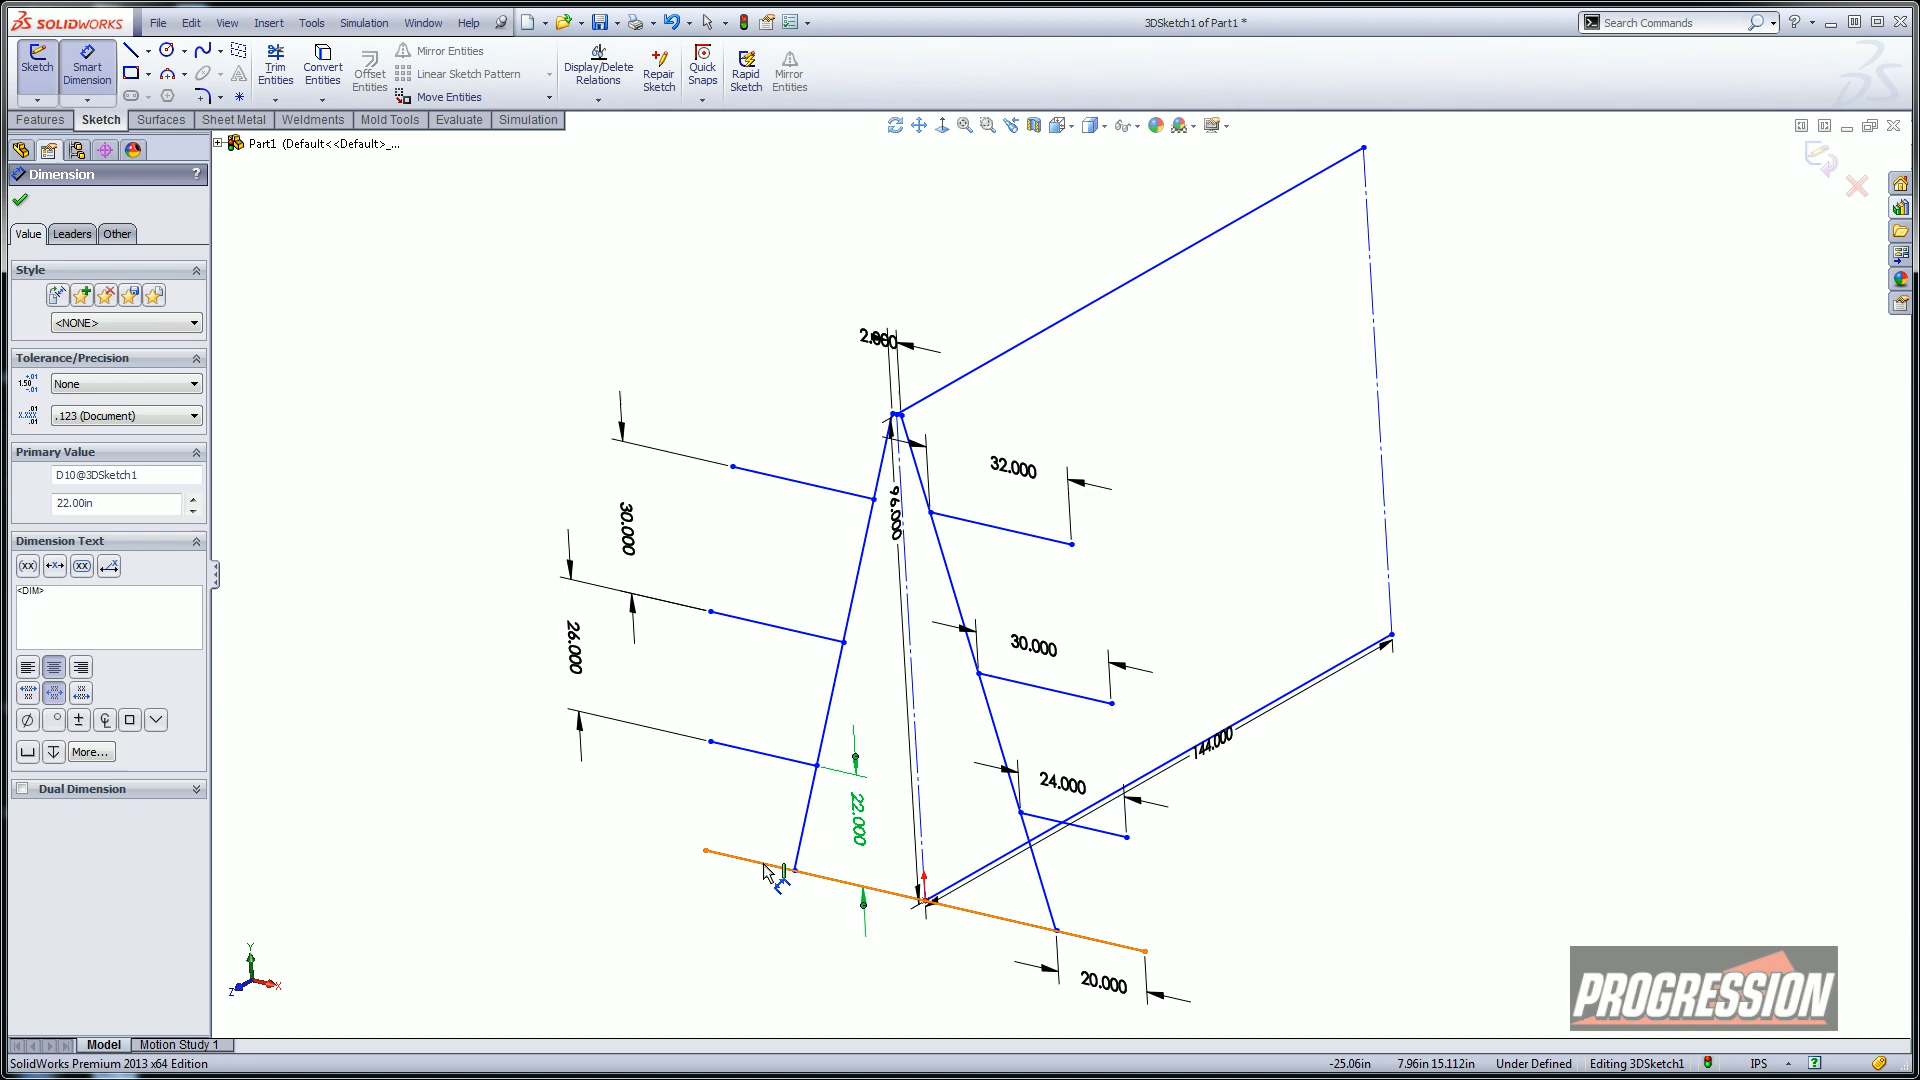 SOLIDWORKS
File Edit View Insert Tools Simulation Window Help
3DSketch1 of Part1 *
Search Commands
Sketch
Smart Dimension
Trim Entities
Convert Entities
Offset Entities
Mirror Entities
Linear Sketch Pattern
Move Entities
Display/Delete Relations
Repair Sketch
Quick Snaps
Rapid Sketch
Mirror Entities
Features Sketch Surfaces Sheet Metal Weldments Mold Tools Evaluate Simulation
Part1 (Default<<Default>_...
Dimension ?
Value Leaders Other
Style
<NONE>
Tolerance/Precision
None
.123 (Document)
Primary Value
D10@3DSketch1
22.00in
Dimension Text
<DIM>
More...
Dual Dimension
2.000
32.000
96.000
30.000
26.000
30.000
144.000
24.000
22.000
20.000
Y
Z X
PROGRESSION
Model Motion Study 1
SolidWorks Premium 2013 x64 Edition
-25.06in 7.96in 15.112in Under Defined Editing 3DSketch1 IPS